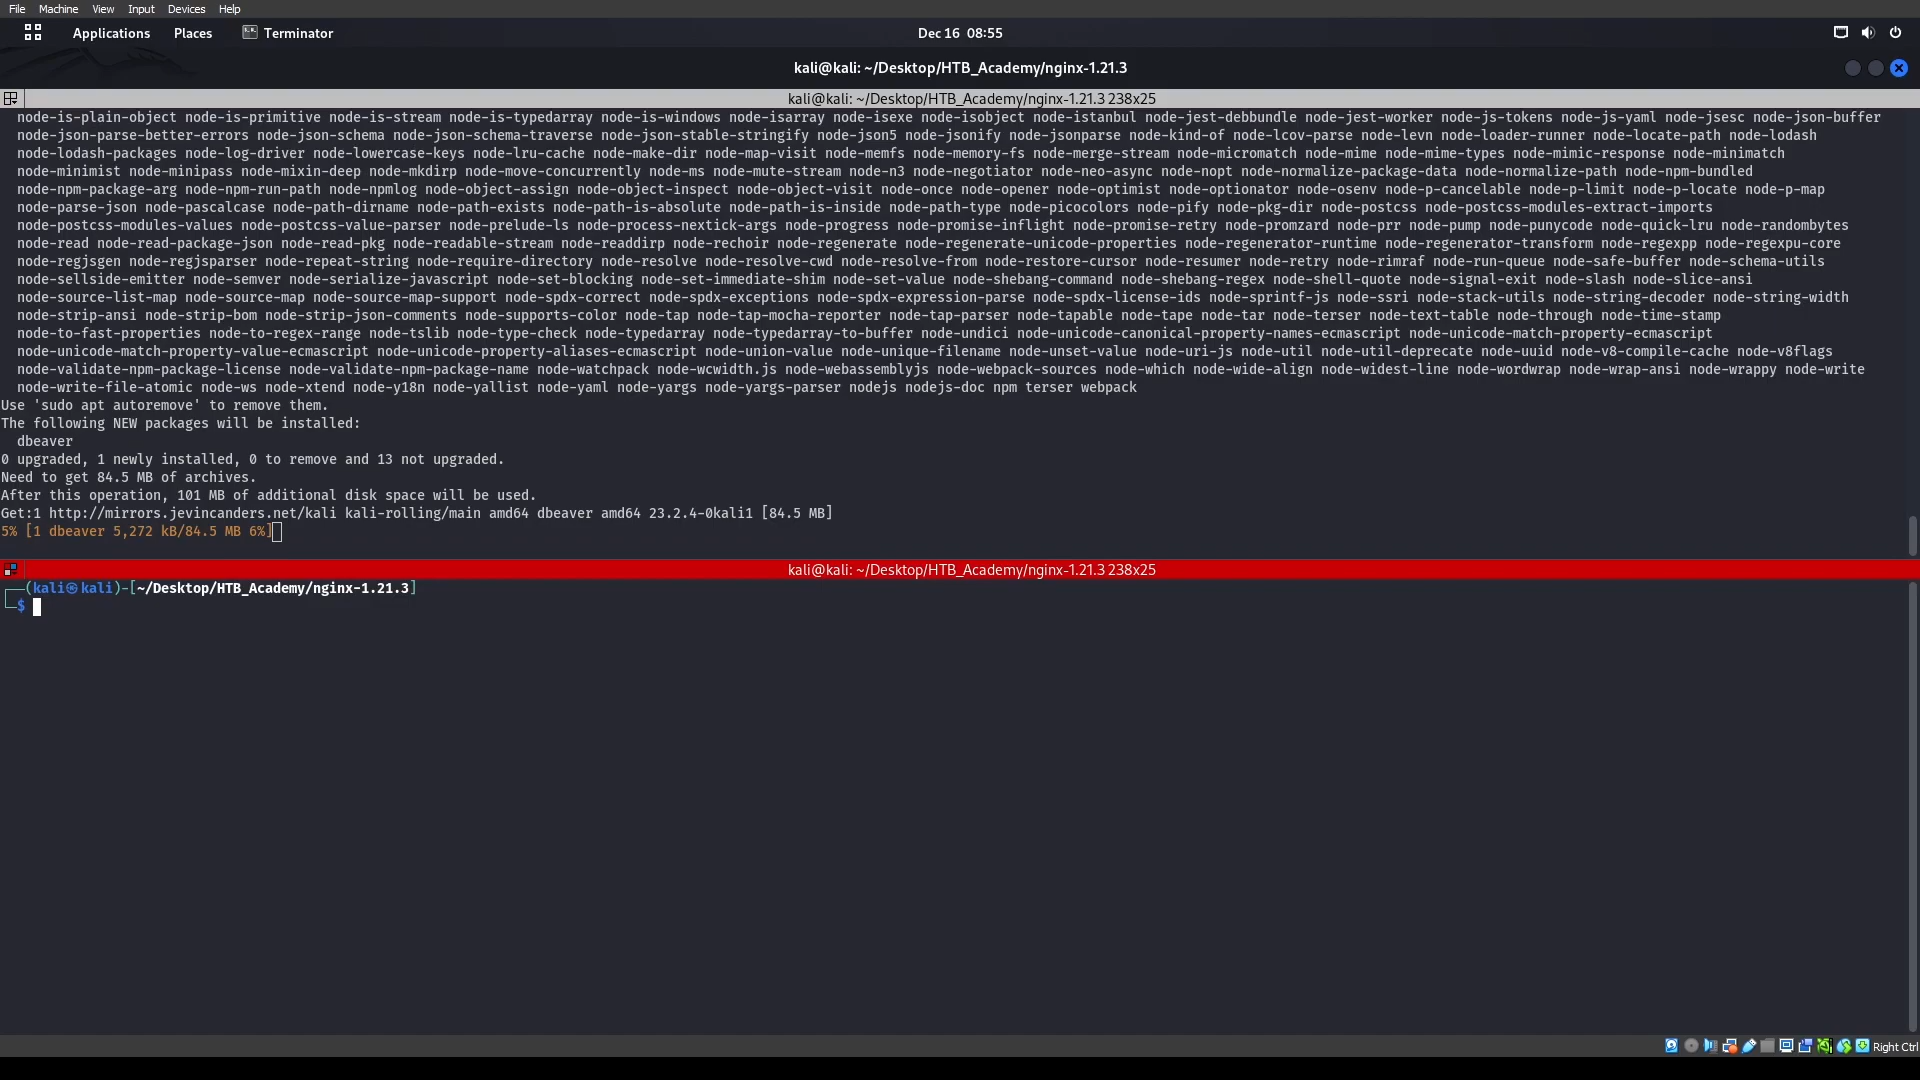 File Machine View Input Devices Help
Applications Places Terminator Dec 16 08:55
kali@kali: ~/Desktop/HTB_Academy/nginx-1.21.3
kali@kali: ~/Desktop/HTB_Academy/nginx-1.21.3 238x25
node-is-plain-object node-is-primitive node-is-stream node-is-typedarray node-is-windows node-isarray node-isexe node-isobject node-istanbul node-jest-debbundle node-jest-worker node-js-tokens node-js-yaml node-jsesc node-json-buffer
node-json-parse-better-errors node-json-schema node-json-schema-traverse node-json-stable-stringify node-json5 node-jsonify node-jsonparse node-kind-of node-lcov-parse node-levn node-loader-runner node-locate-path node-lodash
node-lodash-packages node-log-driver node-lowercase-keys node-lru-cache node-make-dir node-map-visit node-memfs node-memory-fs node-merge-stream node-micromatch node-mime node-mime-types node-mimic-response node-minimatch
node-minimist node-minipass node-mixin-deep node-mkdirp node-move-concurrently node-ms node-mute-stream node-n3 node-negotiator node-neo-async node-nopt node-normalize-package-data node-normalize-path node-npm-bundled
node-npm-package-arg node-npm-run-path node-npmlog node-object-assign node-object-inspect node-object-visit node-once node-opener node-optimist node-optionator node-osenv node-p-cancelable node-p-limit node-p-locate node-p-map
node-parse-json node-pascalcase node-path-dirname node-path-exists node-path-is-absolute node-path-is-inside node-path-type node-picocolors node-pify node-pkg-dir node-postcss node-postcss-modules-extract-imports
node-postcss-modules-values node-postcss-value-parser node-prelude-ls node-process-nextick-args node-progress node-promise-inflight node-promise-retry node-promzard node-prr node-pump node-punycode node-quick-lru node-randombytes
node-read node-read-package-json node-read-pkg node-readable-stream node-readdirp node-rechoir node-regenerate node-regenerate-unicode-properties node-regenerator-runtime node-regenerator-transform node-regexpp node-regexpu-core
node-regjsgen node-regjsparser node-repeat-string node-require-directory node-resolve node-resolve-cwd node-resolve-from node-restore-cursor node-resumer node-retry node-rimraf node-run-queue node-safe-buffer node-schema-utils
node-sellside-emitter node-semver node-serialize-javascript node-set-blocking node-set-immediate-shim node-set-value node-shebang-command node-shebang-regex node-shell-quote node-signal-exit node-slash node-slice-ansi
node-source-list-map node-source-map node-source-map-support node-spdx-correct node-spdx-exceptions node-spdx-expression-parse node-spdx-license-ids node-sprintf-js node-ssri node-stack-utils node-string-decoder node-string-width
node-strip-ansi node-strip-bom node-strip-json-comments node-supports-color node-tap node-tap-mocha-reporter node-tap-parser node-tapable node-tape node-tar node-terser node-text-table node-through node-time-stamp
node-to-fast-properties node-to-regex-range node-tslib node-type-check node-typedarray node-typedarray-to-buffer node-undici node-unicode-canonical-property-names-ecmascript node-unicode-match-property-ecmascript
node-unicode-match-property-value-ecmascript node-unicode-property-aliases-ecmascript node-union-value node-unique-filename node-unset-value node-uri-js node-util node-util-deprecate node-uuid node-v8-compile-cache node-v8flags
node-validate-npm-package-license node-validate-npm-package-name node-watchpack node-wcwidth.js node-webassemblyjs node-webpack-sources node-which node-wide-align node-widest-line node-wordwrap node-wrap-ansi node-wrappy node-write
node-write-file-atomic node-ws node-xtend node-y18n node-yallist node-yaml node-yargs node-yargs-parser nodejs nodejs-doc npm terser webpack
Use 'sudo apt autoremove' to remove them.
The following NEW packages will be installed:
dbeaver
0 upgraded, 1 newly installed, 0 to remove and 13 not upgraded.
Need to get 84.5 MB of archives.
After this operation, 101 MB of additional disk space will be used.
Get:1 http://mirrors.jevincanders.net/kali kali-rolling/main amd64 dbeaver amd64 23.2.4-0kali1 [84.5 MB]
5% [1 dbeaver 5,272 kB/84.5 MB 6%]
kali@kali: ~/Desktop/HTB_Academy/nginx-1.21.3 238x25
┌──(kali㉿kali)-[~/Desktop/HTB_Academy/nginx-1.21.3]
└─$
Right Ctrl